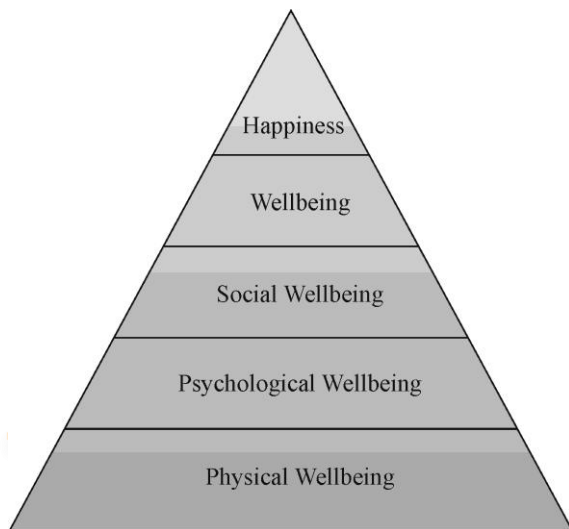 Happiness
Wellbeing
Social Wellbeing
Psychological Wellbeing
Physical Wellbeing